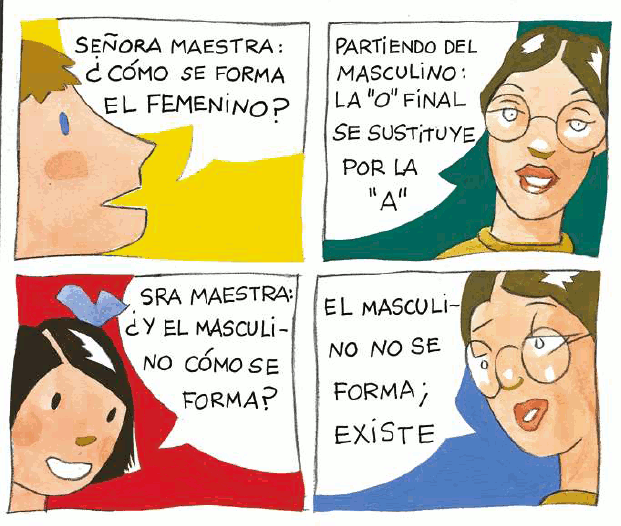 SEÑORA MAESTRA:
¿CÓMO SE FORMA
EL FEMENINO?
PARTIENDO DEL
MASCULINO:
LA "O" FINAL
SE SUSTITUYE
POR LA
"A"
SRA MAESTRA:
¿Y EL MASCULI-
NO CÓMO SE
FORMA?
EL MASCULI-
NO NO SE
FORMA;
EXISTE